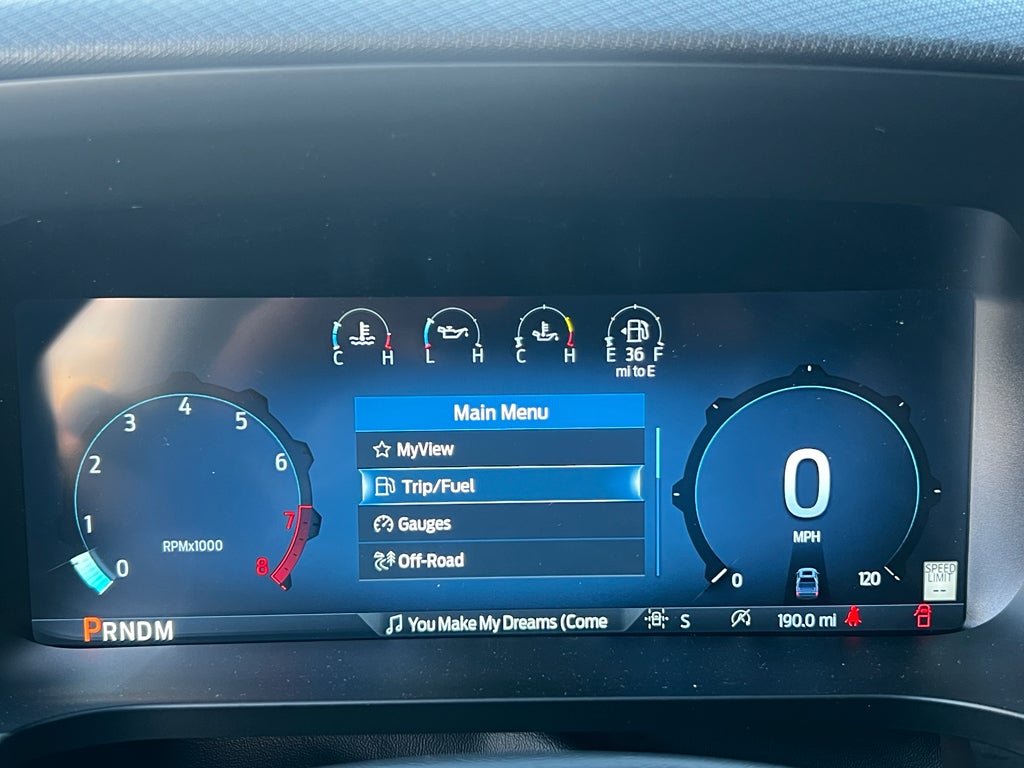 C H
L H
C H
E 36 F
mi to E
Main Menu
MyView
Trip/Fuel
Gauges
Off-Road
0
1
2
3
4
5
6
7
8
RPMx1000
0
MPH
0
120
SPEED
LIMIT
--
PRNDM
You Make My Dreams (Come
S
190.0 mi